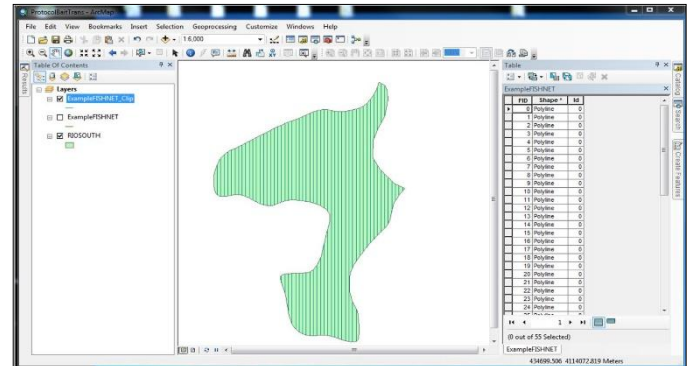 ProtocolBaitTrans - ArcMap
File Edit View Bookmarks Insert Selection Geoprocessing Customize Windows Help
1:6,000
Table Of Contents
Layers
ExampleFISHNET_Clip
ExampleFISHNET
RJOSOUTH
Results
Table
ExampleFISHNET
FID Shape * Id
0 Polyline 0
1 Polyline 0
2 Polyline 0
3 Polyline 0
4 Polyline 0
5 Polyline 0
6 Polyline 0
7 Polyline 0
8 Polyline 0
9 Polyline 0
10 Polyline 0
11 Polyline 0
12 Polyline 0
13 Polyline 0
14 Polyline 0
15 Polyline 0
16 Polyline 0
17 Polyline 0
18 Polyline 0
19 Polyline 0
20 Polyline 0
21 Polyline 0
22 Polyline 0
23 Polyline 0
24 Polyline 0
1
(0 out of 55 Selected)
ExampleFISHNET
Catalog
Search
Create Features
434699.506 4114072.819 Meters